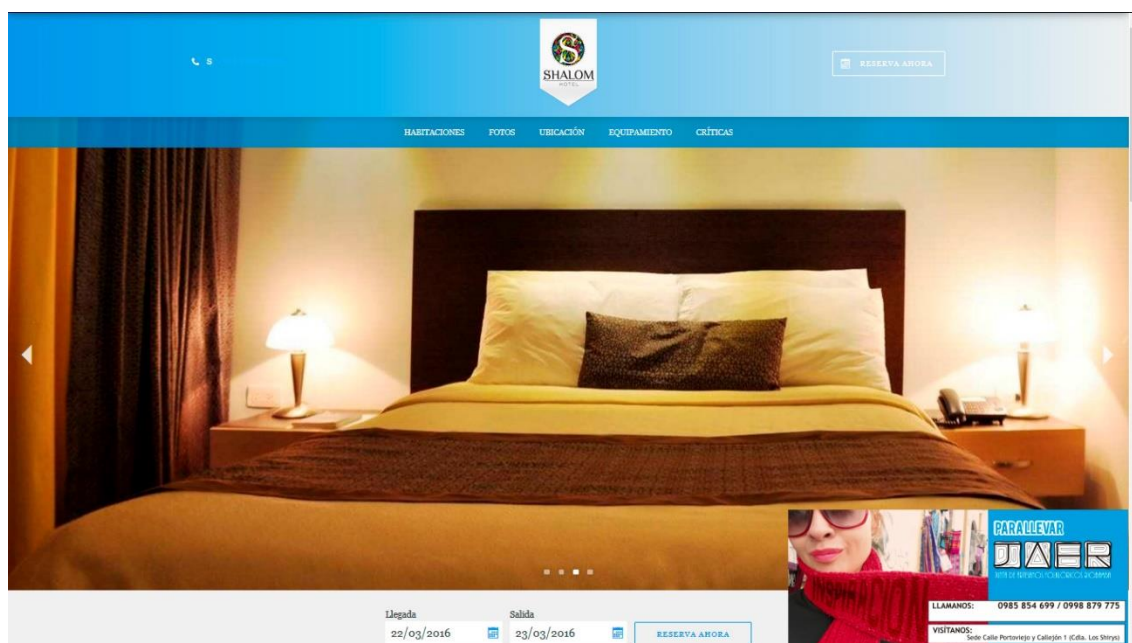 S
S
SHALOM
HOTEL
RESERVA AHORA
HABITACIONES FOTOS UBICACIÓN EQUIPAMIENTO CRÍTICAS
Llegada Salida
22/03/2016 23/03/2016 RESERVA AHORA
PARALLEVAR
JAER
LLAMANOS: 0985 854 699 / 0998 879 775
VISÍTANOS:
Sede Calle Portoviejo y Callejón 1 (Cdla. Los Shirys)